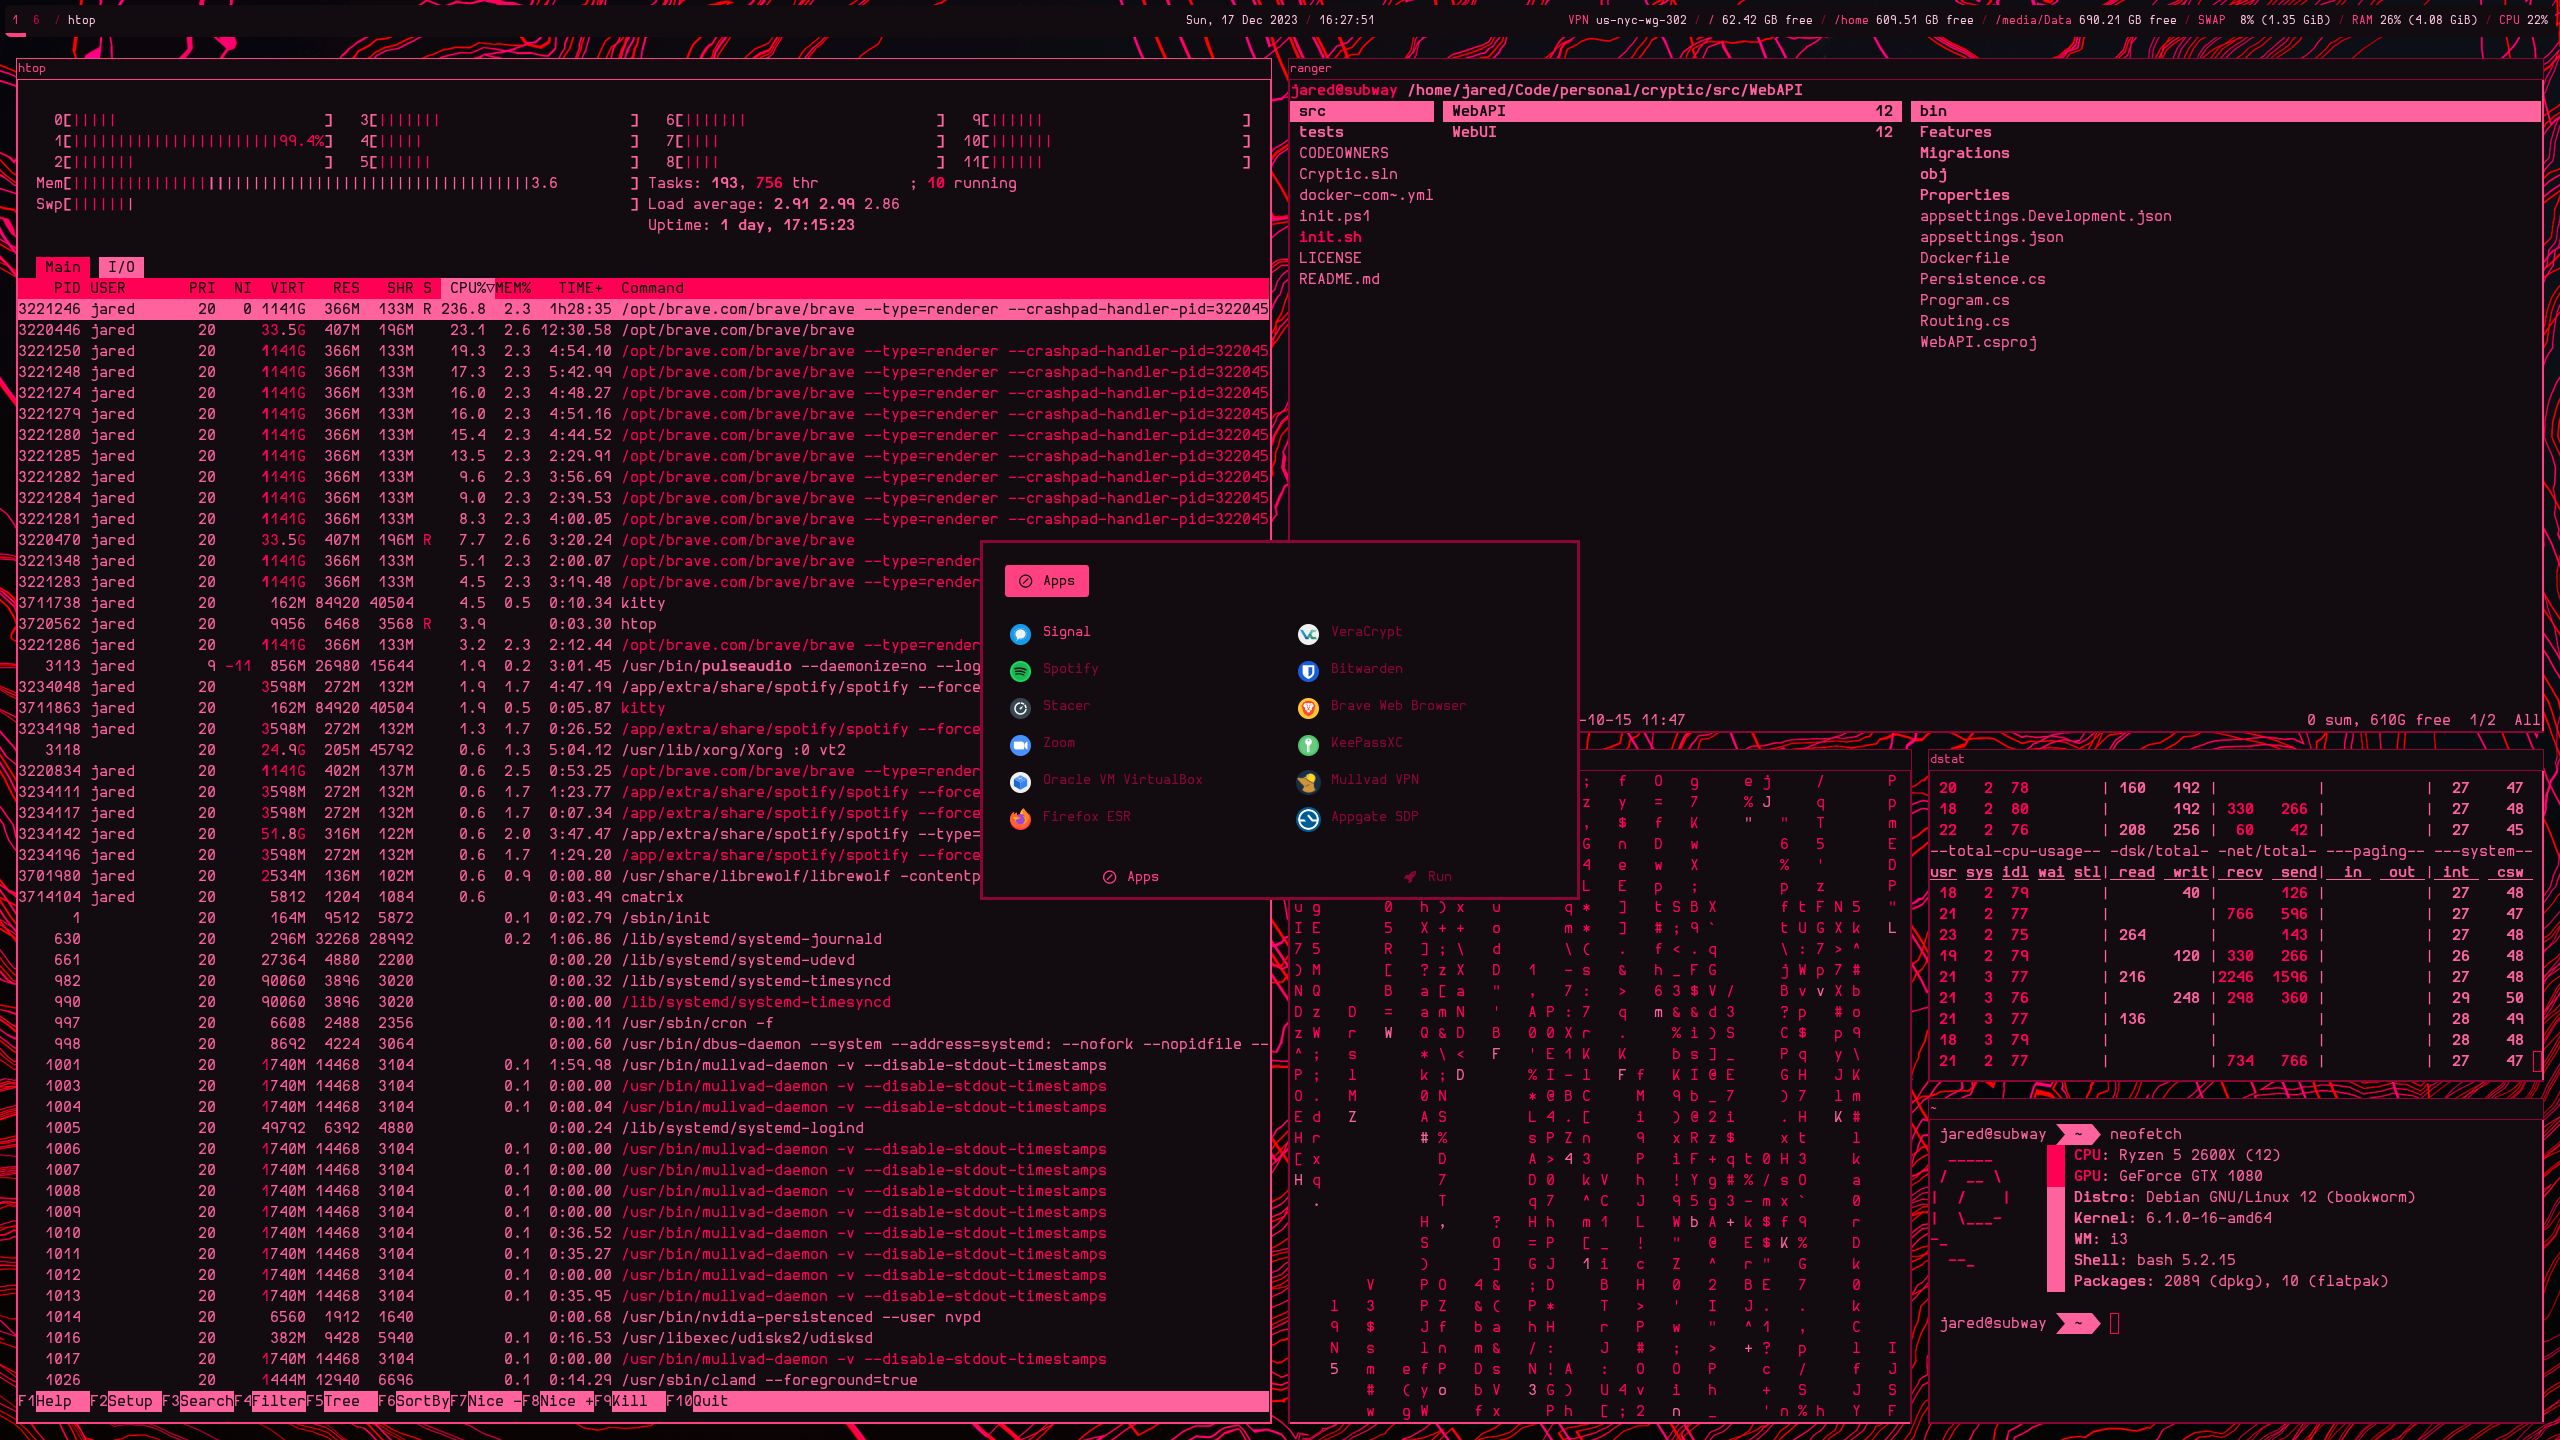 1 6 / htop
Sun, 17 Dec 2023 / 16:27:51
VPN us-nyc-wg-302 / / 62.42 GB free / /home 609.51 GB free / /media/Data 690.21 GB free / SWAP 8% (1.35 GiB) / RAM 26% (4.08 GiB) / CPU 22%
htop
0[||||| ] 3[||||||| ] 6[||||||| ] 9[|||||| ]
1[|||||||||||||||||||||||99.4%] 4[||||| ] 7[|||| ] 10[||||||| ]
2[||||||| ] 5[|||||| ] 8[|||| ] 11[|||||| ]
Mem[|||||||||||||||||||||||||||||||||||||||||||||||||||3.6 ] Tasks: 193, 756 thr ; 10 running
Swp[||||||| ] Load average: 2.91 2.99 2.86
Uptime: 1 day, 17:15:23
Main I/O
PID USER PRI NI VIRT RES SHR S CPU%▽MEM% TIME+ Command
3221246 jared 20 0 1141G 366M 133M R 236.8 2.3 1h28:35 /opt/brave.com/brave/brave --type=renderer --crashpad-handler-pid=322045
3220446 jared 20 33.5G 407M 196M 23.1 2.6 12:30.58 /opt/brave.com/brave/brave
3221250 jared 20 1141G 366M 133M 19.3 2.3 4:54.10 /opt/brave.com/brave/brave --type=renderer --crashpad-handler-pid=322045
3221248 jared 20 1141G 366M 133M 17.3 2.3 5:42.99 /opt/brave.com/brave/brave --type=renderer --crashpad-handler-pid=322045
3221274 jared 20 1141G 366M 133M 16.0 2.3 4:48.27 /opt/brave.com/brave/brave --type=renderer --crashpad-handler-pid=322045
3221279 jared 20 1141G 366M 133M 16.0 2.3 4:51.16 /opt/brave.com/brave/brave --type=renderer --crashpad-handler-pid=322045
3221280 jared 20 1141G 366M 133M 15.4 2.3 4:44.52 /opt/brave.com/brave/brave --type=renderer --crashpad-handler-pid=322045
3221285 jared 20 1141G 366M 133M 13.5 2.3 2:29.91 /opt/brave.com/brave/brave --type=renderer --crashpad-handler-pid=322045
3221282 jared 20 1141G 366M 133M 9.6 2.3 3:56.69 /opt/brave.com/brave/brave --type=renderer --crashpad-handler-pid=322045
3221284 jared 20 1141G 366M 133M 9.0 2.3 2:39.53 /opt/brave.com/brave/brave --type=renderer --crashpad-handler-pid=322045
3221281 jared 20 1141G 366M 133M 8.3 2.3 4:00.05 /opt/brave.com/brave/brave --type=renderer --crashpad-handler-pid=322045
3220470 jared 20 33.5G 407M 196M R 7.7 2.6 3:20.24 /opt/brave.com/brave/brave
3221348 jared 20 1141G 366M 133M 5.1 2.3 2:00.07 /opt/brave.com/brave/brave --type=render
3221283 jared 20 1141G 366M 133M 4.5 2.3 3:19.48 /opt/brave.com/brave/brave --type=render
3711738 jared 20 162M 84920 40504 4.5 0.5 0:10.34 kitty
3720562 jared 20 9956 6468 3568 R 3.9 0:03.30 htop
3221286 jared 20 1141G 366M 133M 3.2 2.3 2:12.44 /opt/brave.com/brave/brave --type=render
3113 jared 9 -11 856M 26980 15644 1.9 0.2 3:01.45 /usr/bin/pulseaudio --daemonize=no --log
3234048 jared 20 3598M 272M 132M 1.9 1.7 4:47.19 /app/extra/share/spotify/spotify --force
3711863 jared 20 162M 84920 40504 1.9 0.5 0:05.87 kitty
3234198 jared 20 3598M 272M 132M 1.3 1.7 0:26.52 /app/extra/share/spotify/spotify --force
3118 20 24.9G 205M 45792 0.6 1.3 5:04.12 /usr/lib/xorg/Xorg :0 vt2
3220834 jared 20 1141G 402M 137M 0.6 2.5 0:53.25 /opt/brave.com/brave/brave --type=render
3234111 jared 20 3598M 272M 132M 0.6 1.7 1:23.77 /app/extra/share/spotify/spotify --force
3234117 jared 20 3598M 272M 132M 0.6 1.7 0:07.34 /app/extra/share/spotify/spotify --force
3234142 jared 20 51.8G 316M 122M 0.6 2.0 3:47.47 /app/extra/share/spotify/spotify --type=
3234196 jared 20 3598M 272M 132M 0.6 1.7 1:29.20 /app/extra/share/spotify/spotify --force
3701980 jared 20 2534M 136M 102M 0.6 0.9 0:00.80 /usr/share/librewolf/librewolf -contentp
3714104 jared 20 5812 1204 1084 0.6 0:03.49 cmatrix
1 20 164M 9512 5872 0.1 0:02.79 /sbin/init
630 20 296M 32268 28992 0.2 1:06.86 /lib/systemd/systemd-journald
661 20 27364 4880 2200 0:00.20 /lib/systemd/systemd-udevd
982 20 90060 3896 3020 0:00.32 /lib/systemd/systemd-timesyncd
990 20 90060 3896 3020 0:00.00 /lib/systemd/systemd-timesyncd
997 20 6608 2488 2356 0:00.11 /usr/sbin/cron -f
998 20 8692 4224 3064 0:00.60 /usr/bin/dbus-daemon --system --address=systemd: --nofork --nopidfile --
1001 20 1740M 14468 3104 0.1 1:59.98 /usr/bin/mullvad-daemon -v --disable-stdout-timestamps
1003 20 1740M 14468 3104 0.1 0:00.00 /usr/bin/mullvad-daemon -v --disable-stdout-timestamps
1004 20 1740M 14468 3104 0.1 0:00.04 /usr/bin/mullvad-daemon -v --disable-stdout-timestamps
1005 20 49792 6392 4880 0:00.24 /lib/systemd/systemd-logind
1006 20 1740M 14468 3104 0.1 0:00.00 /usr/bin/mullvad-daemon -v --disable-stdout-timestamps
1007 20 1740M 14468 3104 0.1 0:00.00 /usr/bin/mullvad-daemon -v --disable-stdout-timestamps
1008 20 1740M 14468 3104 0.1 0:00.00 /usr/bin/mullvad-daemon -v --disable-stdout-timestamps
1009 20 1740M 14468 3104 0.1 0:00.00 /usr/bin/mullvad-daemon -v --disable-stdout-timestamps
1010 20 1740M 14468 3104 0.1 0:36.52 /usr/bin/mullvad-daemon -v --disable-stdout-timestamps
1011 20 1740M 14468 3104 0.1 0:35.27 /usr/bin/mullvad-daemon -v --disable-stdout-timestamps
1012 20 1740M 14468 3104 0.1 0:00.00 /usr/bin/mullvad-daemon -v --disable-stdout-timestamps
1013 20 1740M 14468 3104 0.1 0:35.95 /usr/bin/mullvad-daemon -v --disable-stdout-timestamps
1014 20 6560 1912 1640 0:00.68 /usr/bin/nvidia-persistenced --user nvpd
1016 20 382M 9428 5940 0.1 0:16.53 /usr/libexec/udisks2/udisksd
1017 20 1740M 14468 3104 0.1 0:00.00 /usr/bin/mullvad-daemon -v --disable-stdout-timestamps
1026 20 1444M 12940 6696 0.1 0:14.29 /usr/sbin/clamd --foreground=true
F1Help F2Setup F3SearchF4FilterF5Tree F6SortByF7Nice -F8Nice +F9Kill F10Quit
ranger
jared@subway /home/jared/Code/personal/cryptic/src/WebAPI
src WebAPI 12 bin
tests WebUI 12 Features
CODEOWNERS Migrations
Cryptic.sln obj
docker-com~.yml Properties
init.ps1 appsettings.Development.json
init.sh appsettings.json
LICENSE Dockerfile
README.md Persistence.cs
Program.cs
Routing.cs
WebAPI.csproj
-10-15 11:47 0 sum, 610G free 1/2 All
Apps
Signal VeraCrypt
Spotify Bitwarden
Stacer Brave Web Browser
Zoom KeePassXC
Oracle VM VirtualBox Mullvad VPN
Firefox ESR Appgate SDP
Apps Run
dstat
20 2 78 | 160 192 | | | 27 47
18 2 80 192 | 330 266 | | 27 48
22 2 76 | 208 256 | 60 42 | | 27 45
--total-cpu-usage-- -dsk/total- -net/total- ---paging-- ---system--
usr sys idl wai stl| read writ| recv send| in out | int csw
18 2 79 40 | 126 | | 27 48
21 2 77 | | 766 596 | | 27 47
23 2 75 | 264 | 143 | | 27 48
19 2 79 120 | 330 266 | | 26 48
21 3 77 | 216 |2246 1596 | | 27 48
21 3 76 248 | 298 360 | | 29 50
21 3 77 | 136 | | | 28 49
18 3 79 | | | | 28 48
21 2 77 | | 734 766 | | 27 47
~
jared@subway ~ neofetch
CPU: Ryzen 5 2600X (12)
GPU: GeForce GTX 1080
Distro: Debian GNU/Linux 12 (bookworm)
Kernel: 6.1.0-16-amd64
WM: i3
Shell: bash 5.2.15
Packages: 2089 (dpkg), 10 (flatpak)
jared@subway ~